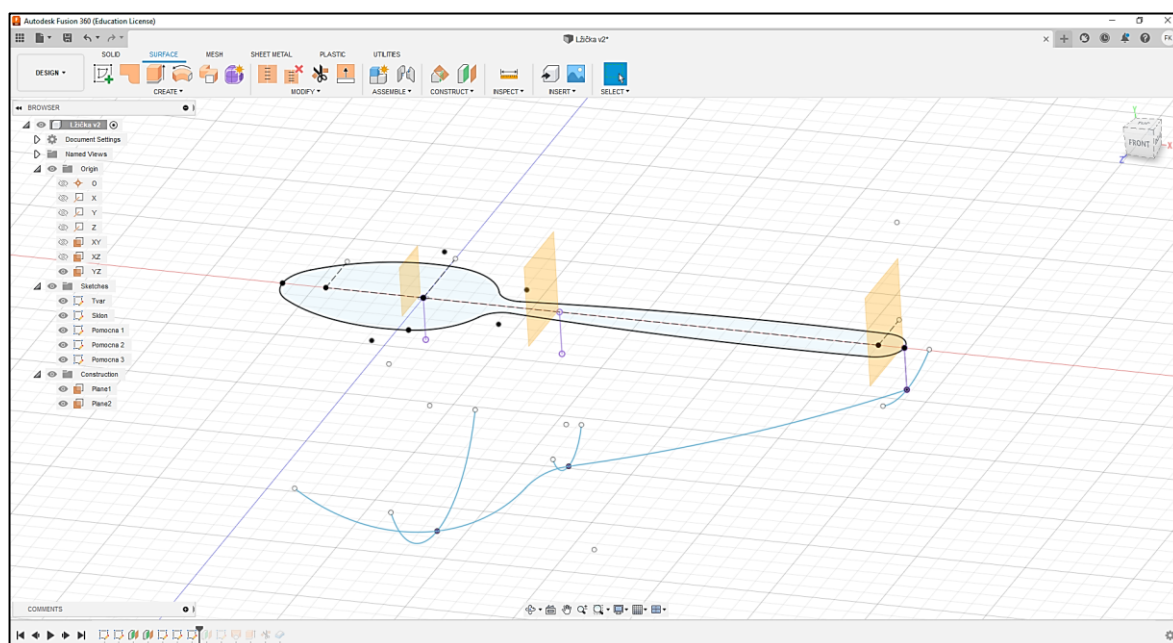 Autodesk Fusion 360 (Education License)
Lžička v2*
FK
SOLID SURFACE MESH SHEET METAL PLASTIC UTILITIES
DESIGN
CREATE MODIFY ASSEMBLE CONSTRUCT INSPECT INSERT SELECT
BROWSER
Lžička v2
Document Settings
Named Views
Origin
O
X
Y
Z
XY
XZ
YZ
Sketches
Tvar
Sklon
Pomocna 1
Pomocna 2
Pomocna 3
Construction
Plane1
Plane2
Y
FRONT
X
Z
COMMENTS